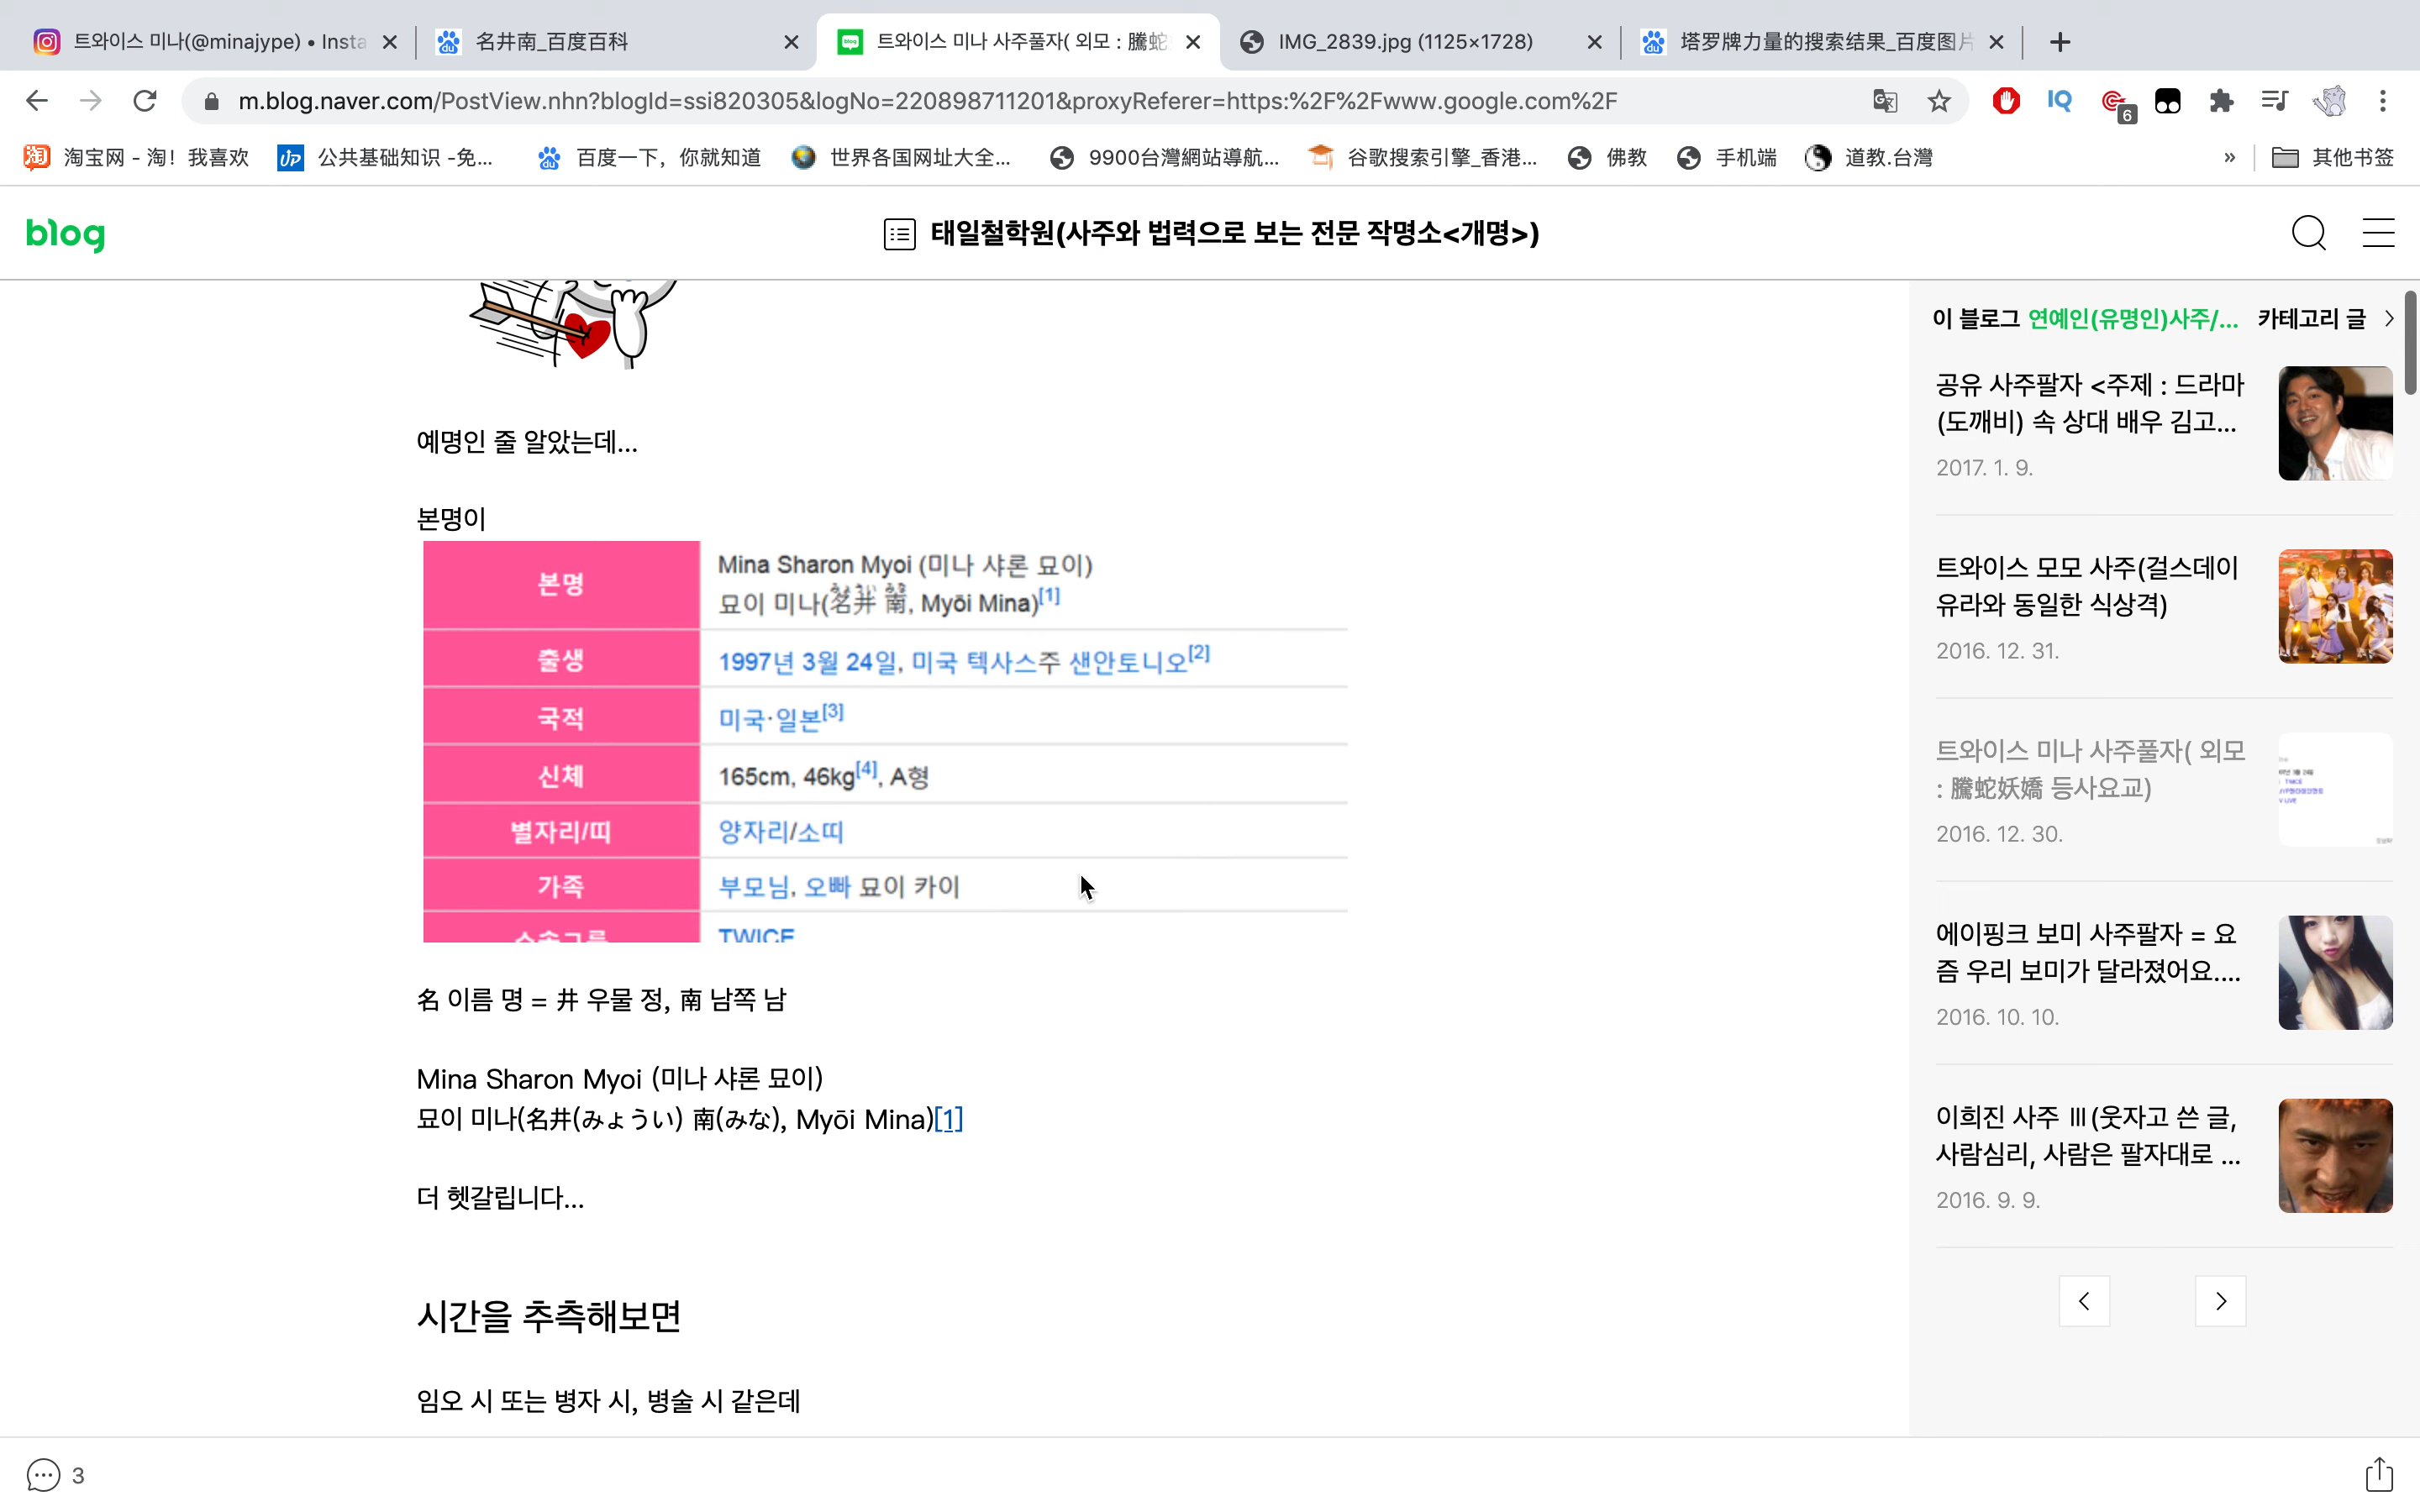 트와이스 미나(@minajype) • Insta
名井南_百度百科
트와이스 미나 사주풀자( 외모 : 騰蛇
IMG_2839.jpg (1125×1728)
塔罗牌力量的搜索结果_百度图片
m.blog.naver.com/PostView.nhn?blogId=ssi820305&logNo=220898711201&proxyReferer=https:%2F%2Fwww.google.com%2F
IQ
6
淘宝网 - 淘！我喜欢
公共基础知识 -免...
百度一下，你就知道
世界各国网址大全...
9900台灣網站導航...
谷歌搜索引擎_香港...
佛教
手机端
道教.台灣
»
其他书签
blog
태일철학원(사주와 법력으로 보는 전문 작명소<개명>)
예명인 줄 알았는데...
본명이
본명
Mina Sharon Myoi (미나 샤론 묘이)
묘이 미나(名井 南, Myōi Mina)[1]
출생
1997년 3월 24일, 미국 텍사스주 샌안토니오[2]
국적
미국·일본[3]
신체
165cm, 46kg[4], A형
별자리/띠
양자리/소띠
가족
부모님, 오빠 묘이 카이
소속그룹
TWICE
名 이름 명 = 井 우물 정, 南 남쪽 남
Mina Sharon Myoi (미나 샤론 묘이)
묘이 미나(名井(みょうい) 南(みな), Myōi Mina)[1]
더 헷갈립니다...
시간을 추측해보면
임오 시 또는 병자 시, 병술 시 같은데
이 블로그 연예인(유명인)사주/... 카테고리 글
공유 사주팔자 <주제 : 드라마
(도깨비) 속 상대 배우 김고...
2017. 1. 9.
트와이스 모모 사주(걸스데이
유라와 동일한 식상격)
2016. 12. 31.
트와이스 미나 사주풀자( 외모
: 騰蛇妖嬌 등사요교)
2016. 12. 30.
에이핑크 보미 사주팔자 = 요
즘 우리 보미가 달라졌어요....
2016. 10. 10.
이희진 사주 Ⅲ(웃자고 쓴 글,
사람심리, 사람은 팔자대로 ...
2016. 9. 9.
3